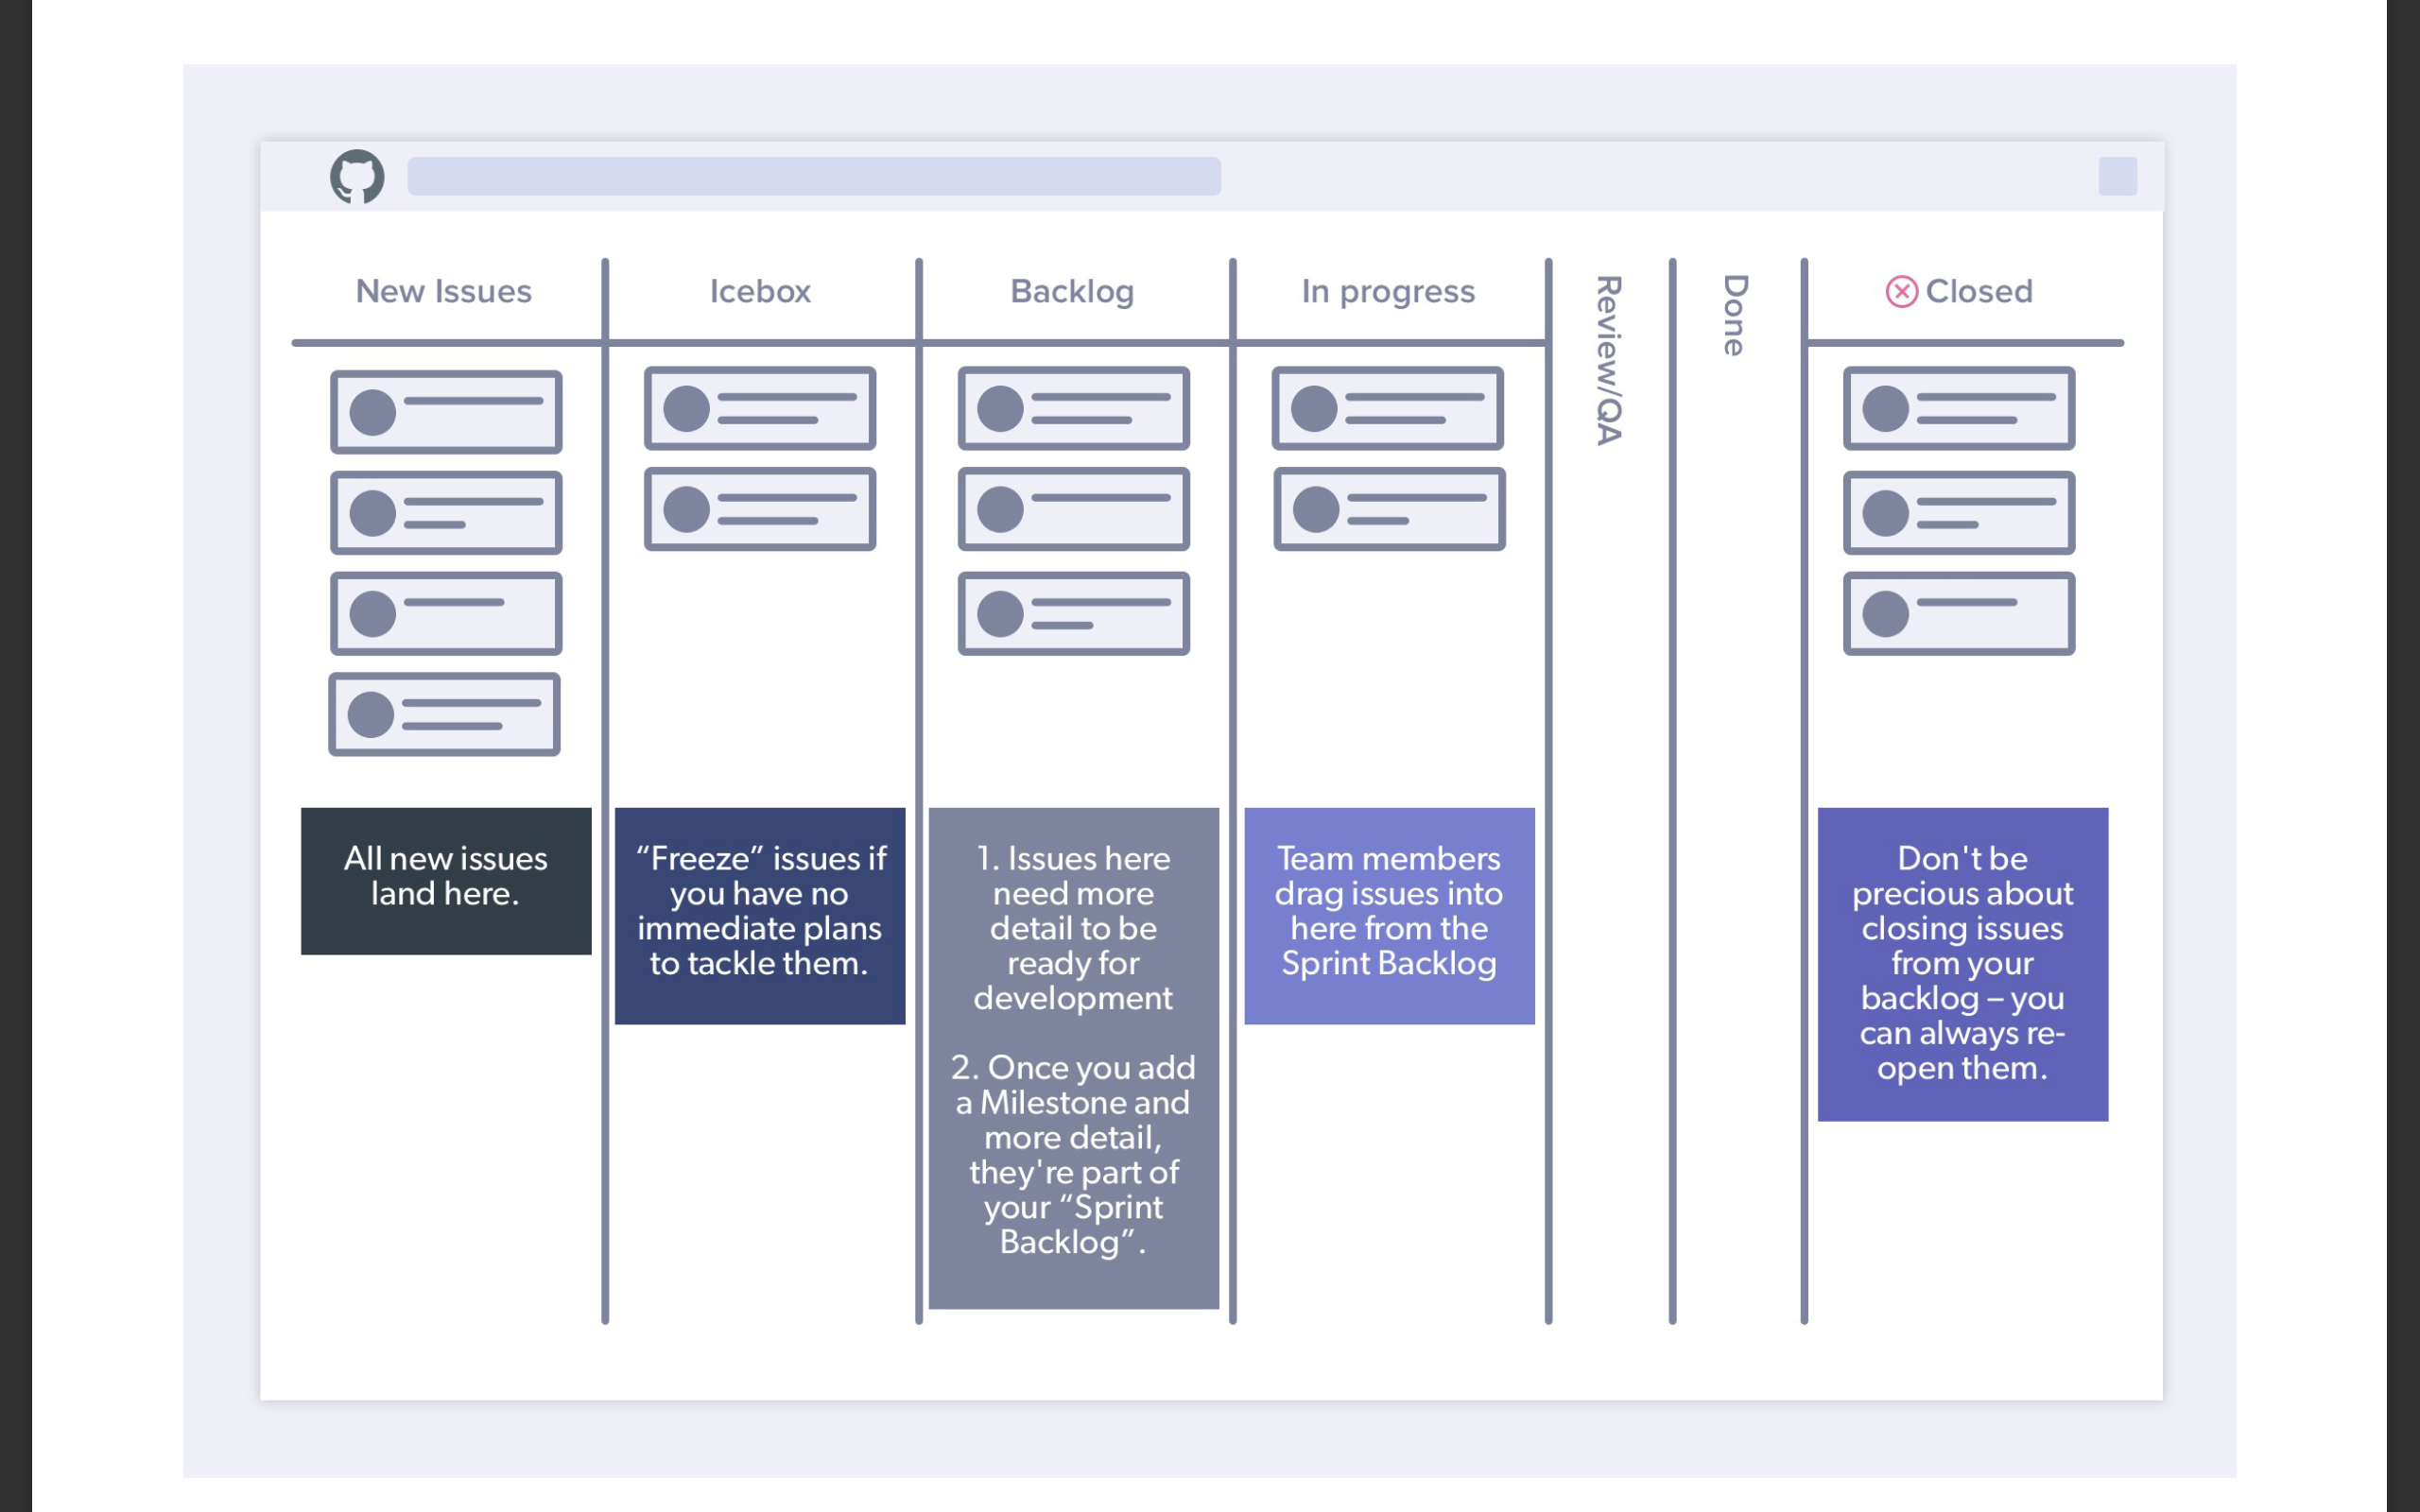 New Issues
Icebox
Backlog
In progress
Review/QA
Done
Closed
All new issues
land here.
“Freeze” issues if
you have no
immediate plans
to tackle them.
1. Issues here
need more
detail to be
ready for
development
2. Once you add
a Milestone and
more detail,
they're part of
your “Sprint
Backlog”.
Team members
drag issues into
here from the
Sprint Backlog
Don't be
precious about
closing issues
from your
backlog – you
can always re-
open them.